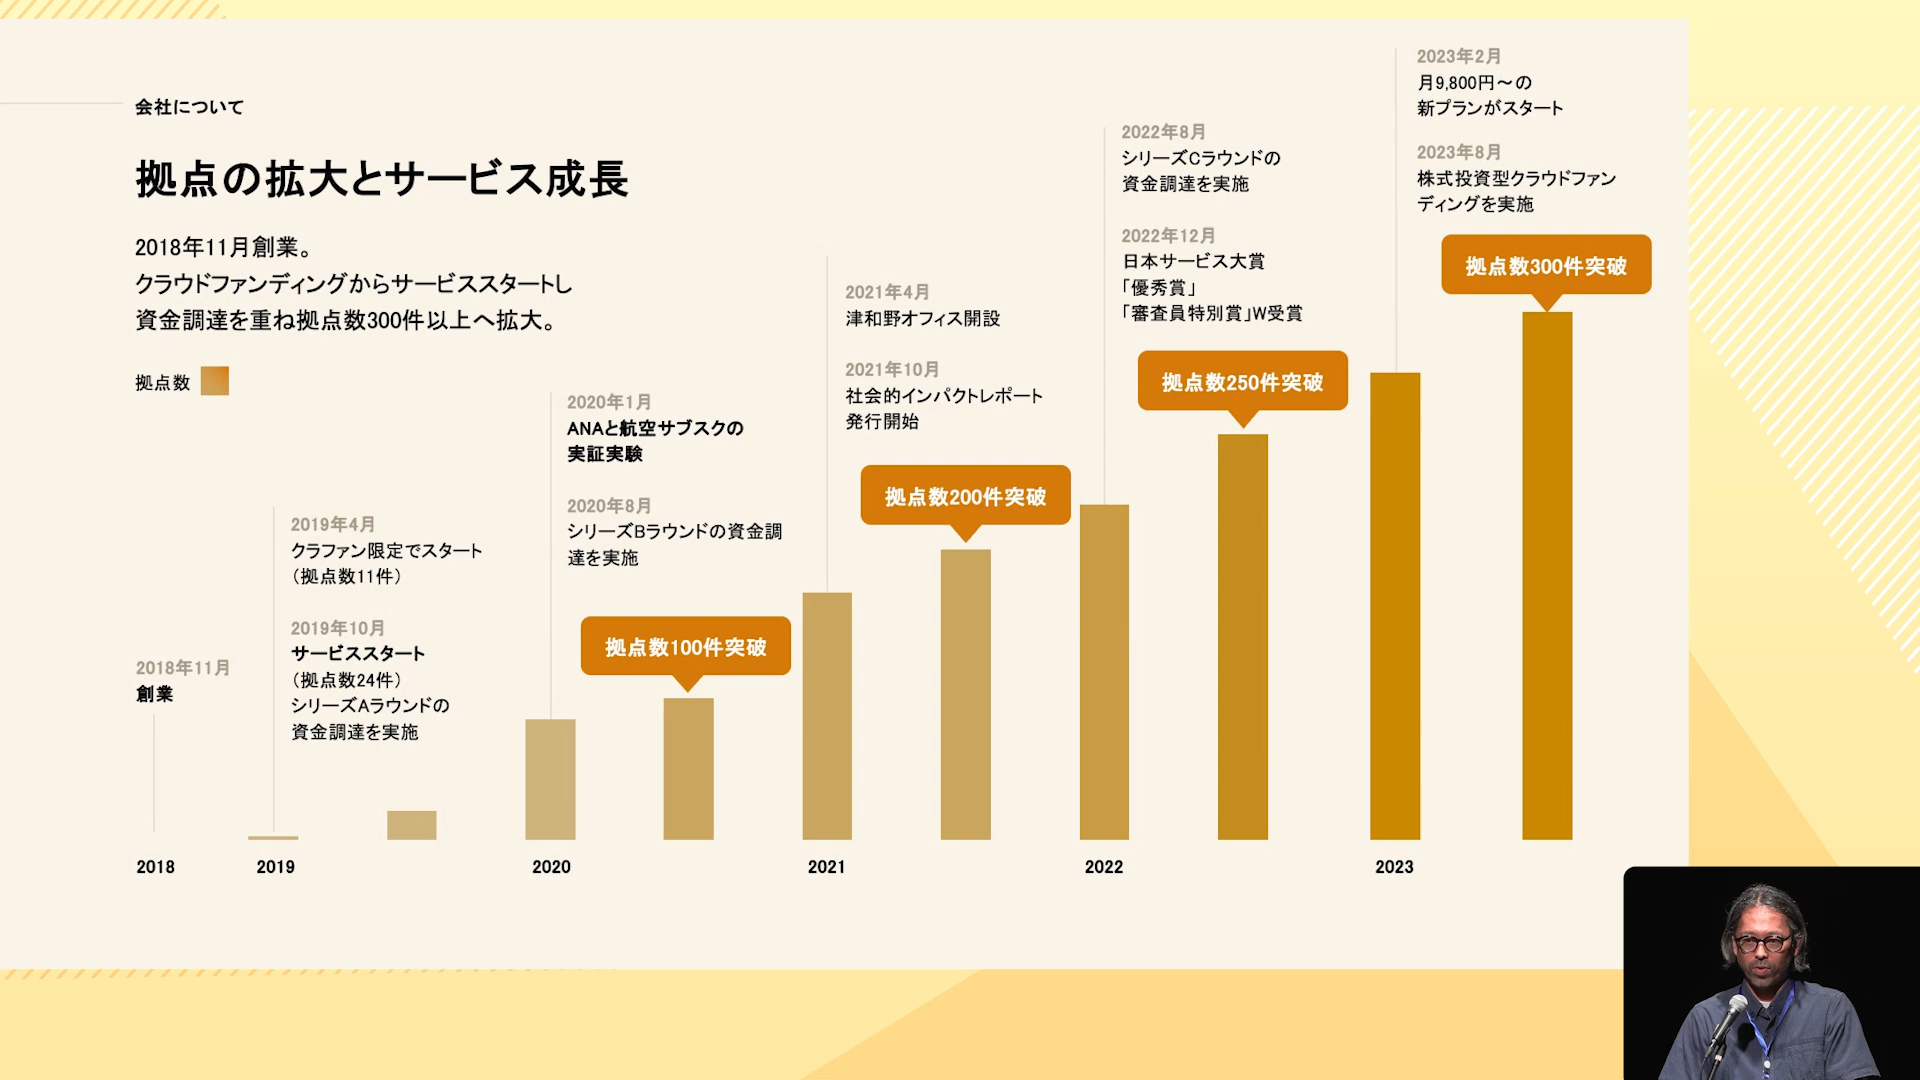 会社について
拠点の拡大とサービス成長
2018年11月創業。
クラウドファンディングからサービススタートし
資金調達を重ね拠点数300件以上へ拡大。
拠点数
2018年11月
創業
2019年4月
クラファン限定でスタート
（拠点数11件）
2019年10月
サービススタート
（拠点数24件）
シリーズAラウンドの
資金調達を実施
2020年1月
ANAと航空サブスクの
実証実験
2020年8月
シリーズBラウンドの資金調
達を実施
拠点数100件突破
2021年4月
津和野オフィス開設
2021年10月
社会的インパクトレポート
発行開始
拠点数200件突破
2022年8月
シリーズCラウンドの
資金調達を実施
2022年12月
日本サービス大賞
「優秀賞」
「審査員特別賞」W受賞
拠点数250件突破
2023年2月
月9,800円〜の
新プランがスタート
2023年8月
株式投資型クラウドファン
ディングを実施
拠点数300件突破
2018
2019
2020
2021
2022
2023